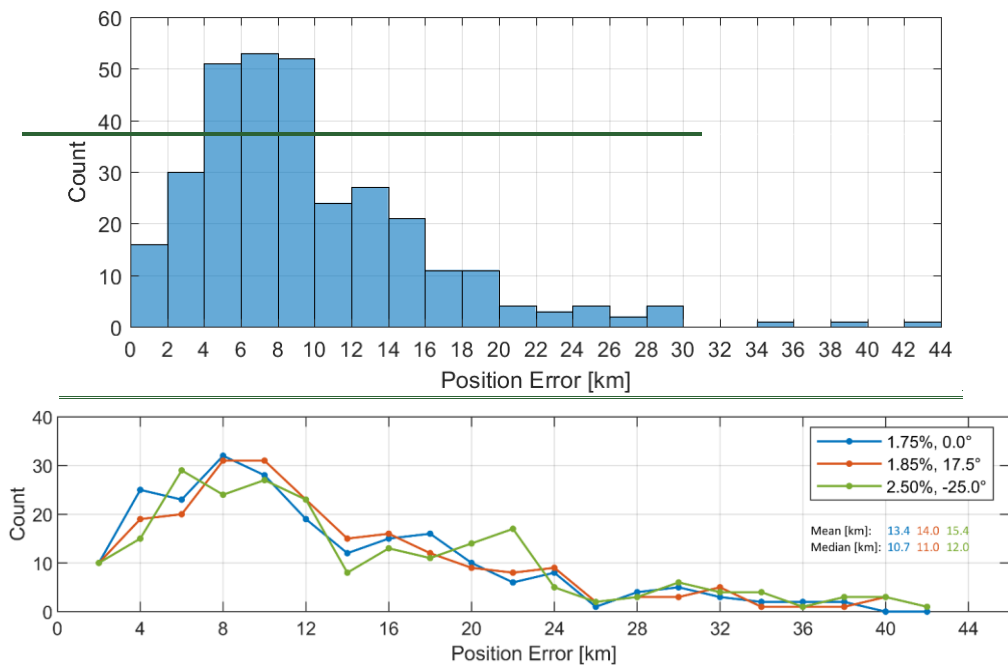 60
50
40
30
20
10
0
Count
0 2 4 6 8 10 12 14 16 18 20 22 24 26 28 30 32 34 36 38 40 42 44
Position Error [km]
40
30
20
10
0
Count
1.75%, 0.0°
1.85%, 17.5°
2.50%, -25.0°
Mean [km]: 13.4 14.0 15.4
Median [km]: 10.7 11.0 12.0
0 4 8 12 16 20 24 28 32 36 40 44
Position Error [km]